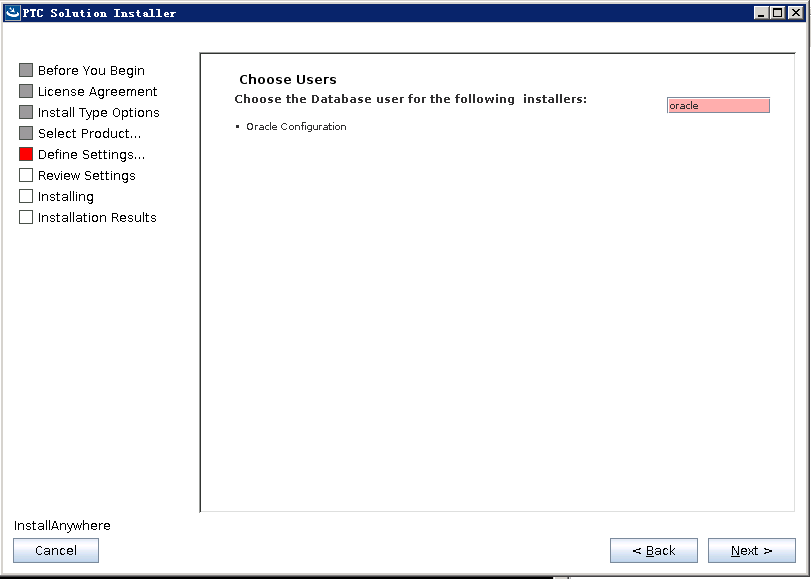 PTC Solution Installer
Before You Begin
License Agreement
Install Type Options
Select Product...
Define Settings...
Review Settings
Installing
Installation Results
Choose Users
Choose the Database user for the following installers:
oracle
• Oracle Configuration
InstallAnywhere
Cancel
< Back
Next >